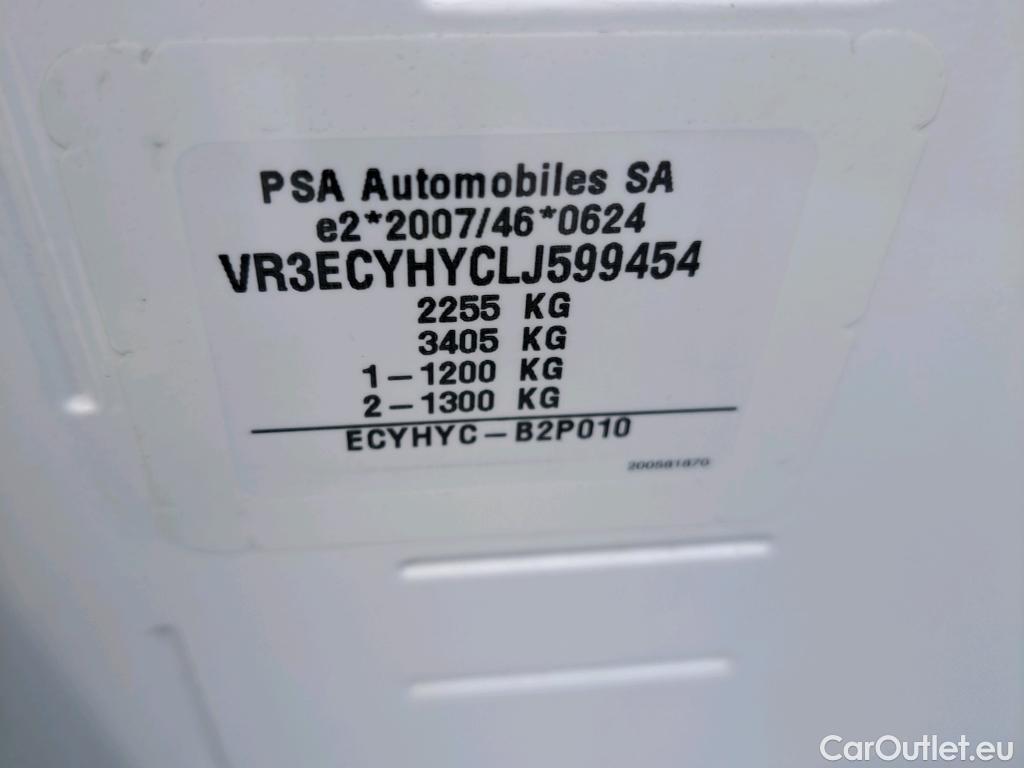 PSA Automobiles SA
e2*2007/46*0624
VR3ECYHYCLJ599454
2255 KG
3405 KG
1-1200 KG
2-1300 KG
ECYHYC-B2P010
200581870
CarOutlet.eu